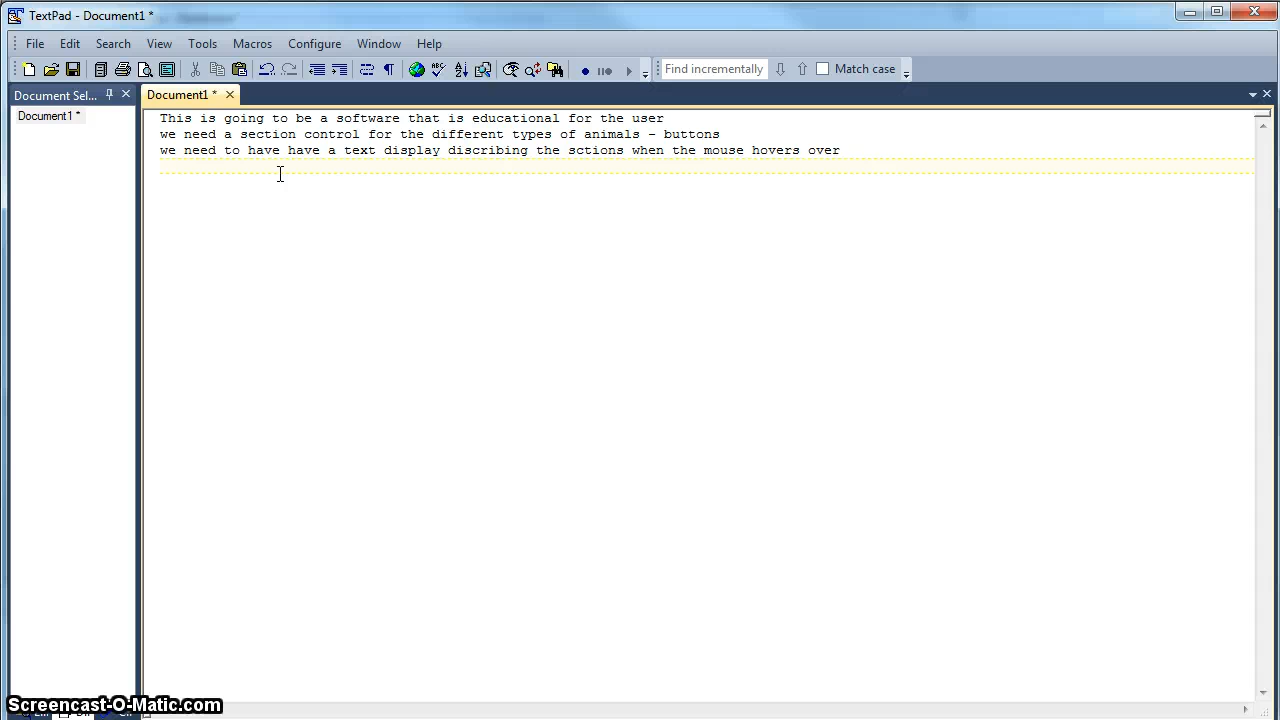 TextPad - Document1 *
File Edit Search View Tools Macros Configure Window Help
Find incrementally Match case
Document Sel... Document1 *
Document1 *
This is going to be a software that is educational for the user
we need a section control for the different types of animals - buttons
we need to have have a text display discribing the sctions when the mouse hovers over
Screencast-O-Matic.com